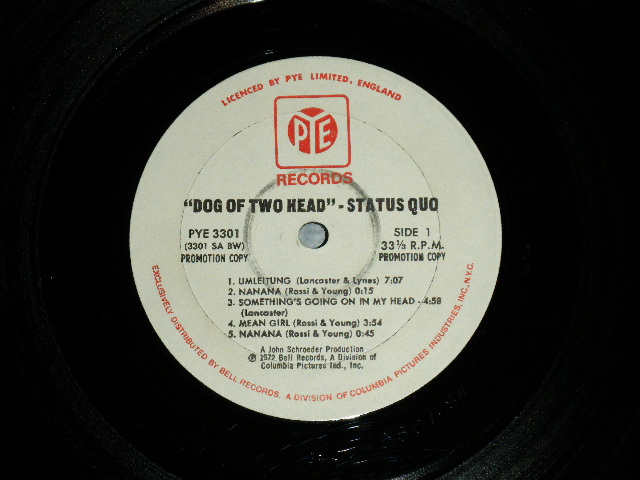 LICENCED BY PYE LIMITED, ENGLAND
PYE
RECORDS
“DOG OF TWO HEAD” - STATUS QUO
PYE 3301
(3301 SA BW)
PROMOTION COPY
SIDE 1
33⅓ R.P.M.
PROMOTION COPY
1. UMLEITUNG (Lancaster & Lynes) 7:07
2. NANANA (Rossi & Young) 0:15
3. SOMETHING'S GOING ON IN MY HEAD - 4:58
(Lancaster)
4. MEAN GIRL (Rossi & Young) 3:54
5. NANANA (Rossi & Young) 0:45
A John Schroeder Production
℗ 1972 Bell Records, A Division of
Columbia Pictures Ind., Inc.
EXCLUSIVELY DISTRIBUTED BY BELL RECORDS, A DIVISION OF COLUMBIA PICTURES INDUSTRIES, INC., N.Y.C.